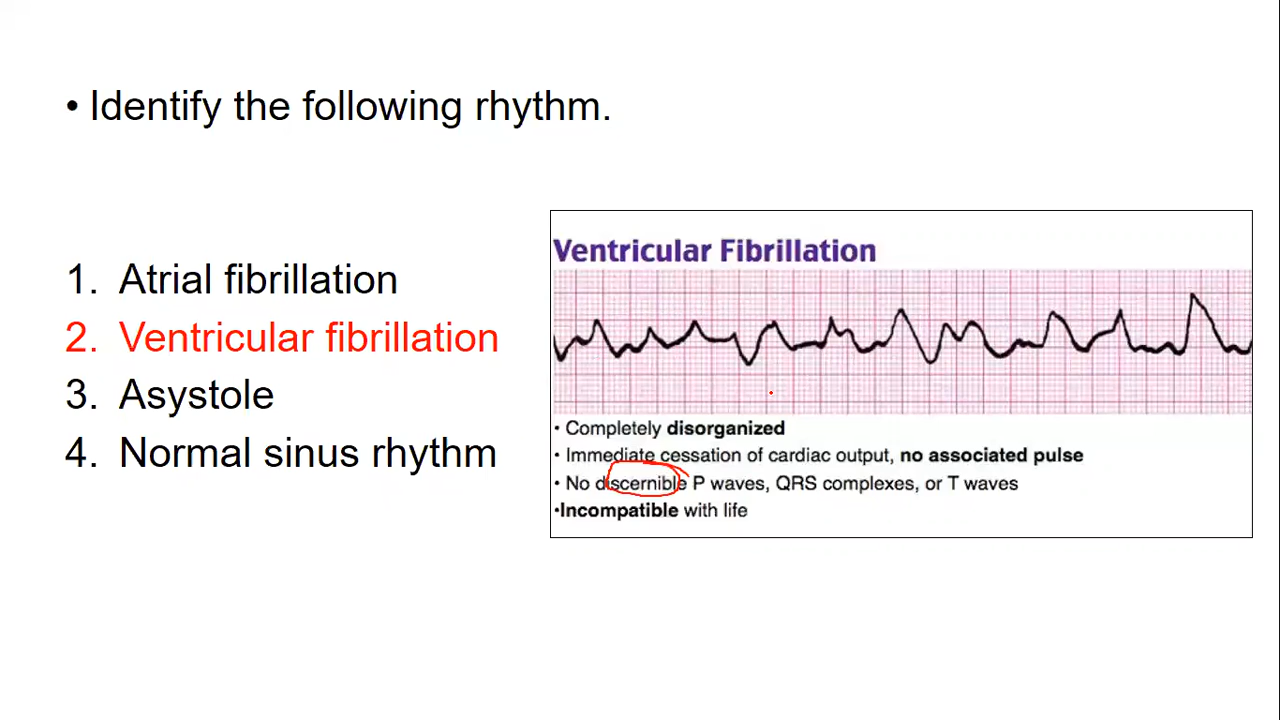 • Identify the following rhythm.
1. Atrial fibrillation
2. Ventricular fibrillation
3. Asystole
4. Normal sinus rhythm
Ventricular Fibrillation
• Completely disorganized
• Immediate cessation of cardiac output, no associated pulse
• No discernible P waves, QRS complexes, or T waves
•Incompatible with life